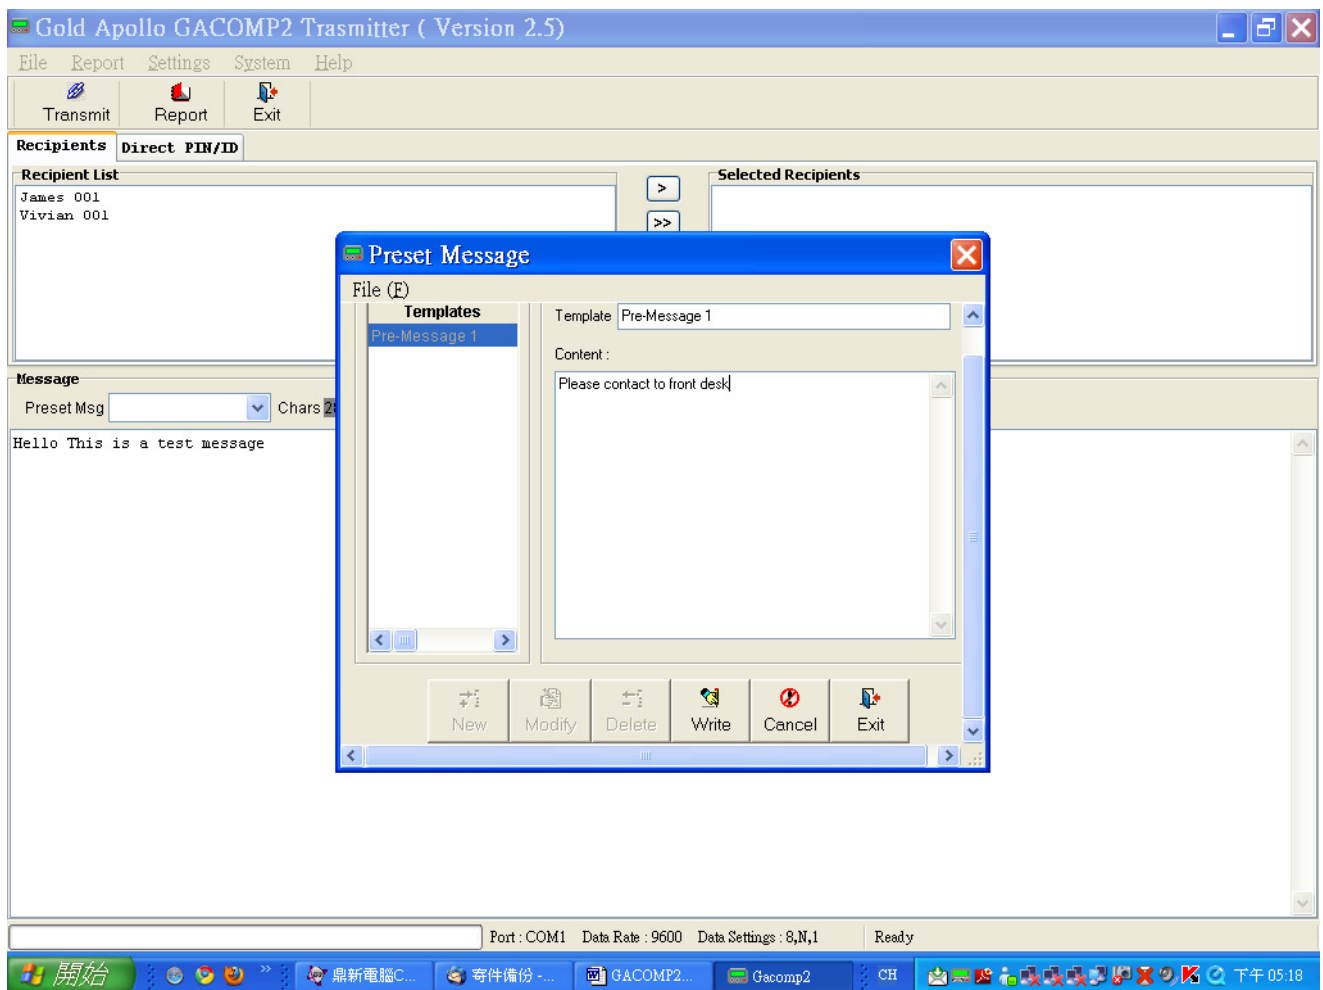 Gold Apollo GACOMP2 Trasmitter ( Version 2.5)
File Report Settings System Help
Transmit Report Exit
Recipients Direct PIN/ID
Recipient List
James 001
Vivian 001
>
>>
Selected Recipients
Preset Message
File (F)
Templates
Pre-Message 1
Template Pre-Message 1
Content :
Please contact to front desk
New Modify Delete Write Cancel Exit
Message
Preset Msg Chars
Hello This is a test message
Port : COM1 Data Rate : 9600 Data Settings : 8,N,1 Ready
開始 » 鼎新電腦C... 寄件備份 -... GACOMP2... Gacomp2 CH 下午 05:18